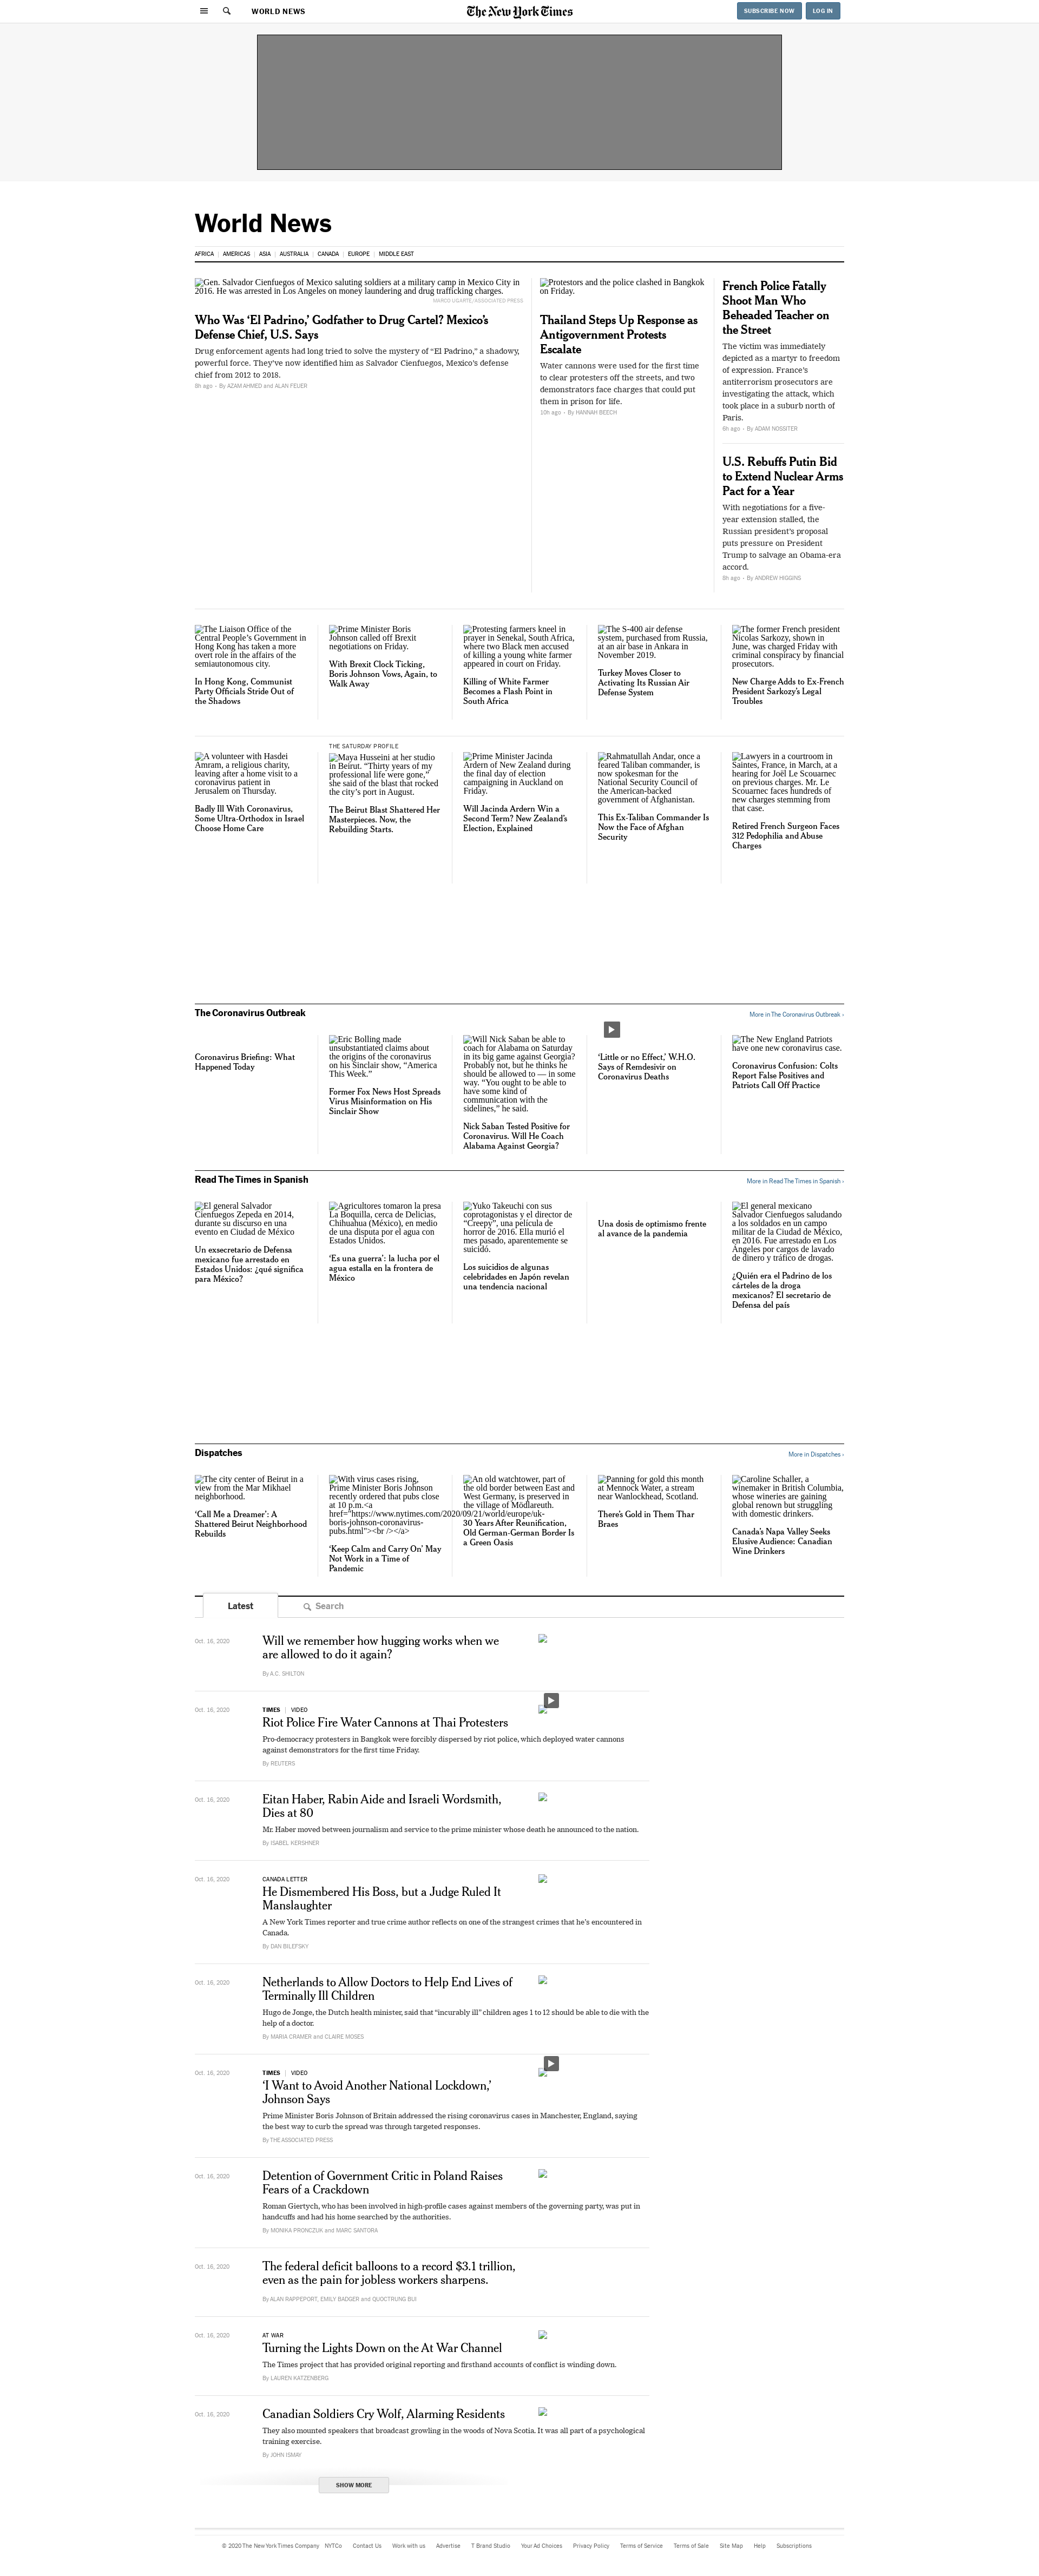 WORLD NEWS
The New York Times
SUBSCRIBE NOW
LOG IN
World News
AFRICA | AMERICAS | ASIA | AUSTRALIA | CANADA | EUROPE | MIDDLE EAST
Gen. Salvador Cienfuegos of Mexico saluting soldiers at a military camp in Mexico City in
2016. He was arrested in Los Angeles on money laundering and drug trafficking charges.
MARCO UGARTE/ASSOCIATED PRESS
Who Was ‘El Padrino,’ Godfather to Drug Cartel? Mexico’s
Defense Chief, U.S. Says
Drug enforcement agents had long tried to solve the mystery of “El Padrino,” a shadowy,
powerful force. They’ve now identified him as Salvador Cienfuegos, Mexico’s defense
chief from 2012 to 2018.
8h ago · By AZAM AHMED and ALAN FEUER
Protestors and the police clashed in Bangkok
on Friday.
Thailand Steps Up Response as
Antigovernment Protests
Escalate
Water cannons were used for the first time
to clear protesters off the streets, and two
demonstrators face charges that could put
them in prison for life.
10h ago · By HANNAH BEECH
French Police Fatally
Shoot Man Who
Beheaded Teacher on
the Street
The victim was immediately
depicted as a martyr to freedom
of expression. France’s
antiterrorism prosecutors are
investigating the attack, which
took place in a suburb north of
Paris.
6h ago · By ADAM NOSSITER
U.S. Rebuffs Putin Bid
to Extend Nuclear Arms
Pact for a Year
With negotiations for a five-
year extension stalled, the
Russian president’s proposal
puts pressure on President
Trump to salvage an Obama-era
accord.
8h ago · By ANDREW HIGGINS
The Liaison Office of the
Central People’s Government in
Hong Kong has taken a more
overt role in the affairs of the
semiautonomous city.
In Hong Kong, Communist
Party Officials Stride Out of
the Shadows
Prime Minister Boris
Johnson called off Brexit
negotiations on Friday.
With Brexit Clock Ticking,
Boris Johnson Vows, Again, to
Walk Away
Protesting farmers kneel in
prayer in Senekal, South Africa,
where two Black men accused
of killing a young white farmer
appeared in court on Friday.
Killing of White Farmer
Becomes a Flash Point in
South Africa
The S-400 air defense
system, purchased from Russia,
at an air base in Ankara in
November 2019.
Turkey Moves Closer to
Activating Its Russian Air
Defense System
The former French president
Nicolas Sarkozy, shown in
June, was charged Friday with
criminal conspiracy by financial
prosecutors.
New Charge Adds to Ex-French
President Sarkozy’s Legal
Troubles
A volunteer with Hasdei
Amram, a religious charity,
leaving after a home visit to a
coronavirus patient in
Jerusalem on Thursday.
Badly Ill With Coronavirus,
Some Ultra-Orthodox in Israel
Choose Home Care
THE SATURDAY PROFILE
Maya Husseini at her studio
in Beirut. “Thirty years of my
professional life were gone,”
she said of the blast that rocked
the city’s port in August.
The Beirut Blast Shattered Her
Masterpieces. Now, the
Rebuilding Starts.
Prime Minister Jacinda
Ardern of New Zealand during
the final day of election
campaigning in Auckland on
Friday.
Will Jacinda Ardern Win a
Second Term? New Zealand’s
Election, Explained
Rahmatullah Andar, once a
feared Taliban commander, is
now spokesman for the
National Security Council of
the American-backed
government of Afghanistan.
This Ex-Taliban Commander Is
Now the Face of Afghan
Security
Lawyers in a courtroom in
Saintes, France, in March, at a
hearing for Joël Le Scouarnec
on previous charges. Mr. Le
Scouarnec faces hundreds of
new charges stemming from
that case.
Retired French Surgeon Faces
312 Pedophilia and Abuse
Charges
The Coronavirus Outbreak
More in The Coronavirus Outbreak ›
Coronavirus Briefing: What
Happened Today
Eric Bolling made
unsubstantiated claims about
the origins of the coronavirus
on his Sinclair show, “America
This Week.”
Former Fox News Host Spreads
Virus Misinformation on His
Sinclair Show
Will Nick Saban be able to
coach for Alabama on Saturday
in its big game against Georgia?
Probably not, but he thinks he
should be allowed to — in some
way. “You ought to be able to
have some kind of
communication with the
sidelines,” he said.
Nick Saban Tested Positive for
Coronavirus. Will He Coach
Alabama Against Georgia?
‘Little or no Effect,’ W.H.O.
Says of Remdesivir on
Coronavirus Deaths
The New England Patriots
have one new coronavirus case.
Coronavirus Confusion: Colts
Report False Positives and
Patriots Call Off Practice
Read The Times in Spanish
More in Read The Times in Spanish ›
El general Salvador
Cienfuegos Zepeda en 2014,
durante su discurso en una
evento en Ciudad de México
Un exsecretario de Defensa
mexicano fue arrestado en
Estados Unidos: ¿qué significa
para México?
Agricultores tomaron la presa
La Boquilla, cerca de Delicias,
Chihuahua (México), en medio
de una disputa por el agua con
Estados Unidos.
‘Es una guerra’: la lucha por el
agua estalla en la frontera de
México
Yuko Takeuchi con sus
coprotagonistas y el director de
“Creepy”, una película de
horror de 2016. Ella murió el
mes pasado, aparentemente se
suicidó.
Los suicidios de algunas
celebridades en Japón revelan
una tendencia nacional
Una dosis de optimismo frente
al avance de la pandemia
El general mexicano
Salvador Cienfuegos saludando
a los soldados en un campo
militar de la Ciudad de México,
en 2016. Fue arrestado en Los
Ángeles por cargos de lavado
de dinero y tráfico de drogas.
¿Quién era el Padrino de los
cárteles de la droga
mexicanos? El secretario de
Defensa del país
Dispatches
More in Dispatches ›
The city center of Beirut in a
view from the Mar Mikhael
neighborhood.
‘Call Me a Dreamer’: A
Shattered Beirut Neighborhood
Rebuilds
With virus cases rising,
Prime Minister Boris Johnson
recently ordered that pubs close
at 10 p.m.<a
href="https://www.nytimes.com/2020/09/21/world/europe/uk-
boris-johnson-coronavirus-
pubs.html"><br /></a>
‘Keep Calm and Carry On’ May
Not Work in a Time of
Pandemic
An old watchtower, part of
the old border between East and
West Germany, is preserved in
the village of Mödlareuth.
30 Years After Reunification,
Old German-German Border Is
a Green Oasis
Panning for gold this month
at Mennock Water, a stream
near Wanlockhead, Scotland.
There’s Gold in Them Thar
Braes
Caroline Schaller, a
winemaker in British Columbia,
whose wineries are gaining
global renown but struggling
with domestic drinkers.
Canada’s Napa Valley Seeks
Elusive Audience: Canadian
Wine Drinkers
Latest
Search
Oct. 16, 2020
Will we remember how hugging works when we
are allowed to do it again?
By A.C. SHILTON
Oct. 16, 2020
TIMES | VIDEO
Riot Police Fire Water Cannons at Thai Protesters
Pro-democracy protesters in Bangkok were forcibly dispersed by riot police, which deployed water cannons
against demonstrators for the first time Friday.
By REUTERS
Oct. 16, 2020
Eitan Haber, Rabin Aide and Israeli Wordsmith,
Dies at 80
Mr. Haber moved between journalism and service to the prime minister whose death he announced to the nation.
By ISABEL KERSHNER
Oct. 16, 2020
CANADA LETTER
He Dismembered His Boss, but a Judge Ruled It
Manslaughter
A New York Times reporter and true crime author reflects on one of the strangest crimes that he’s encountered in
Canada.
By DAN BILEFSKY
Oct. 16, 2020
Netherlands to Allow Doctors to Help End Lives of
Terminally Ill Children
Hugo de Jonge, the Dutch health minister, said that “incurably ill” children ages 1 to 12 should be able to die with the
help of a doctor.
By MARIA CRAMER and CLAIRE MOSES
Oct. 16, 2020
TIMES | VIDEO
‘I Want to Avoid Another National Lockdown,’
Johnson Says
Prime Minister Boris Johnson of Britain addressed the rising coronavirus cases in Manchester, England, saying
the best way to curb the spread was through targeted responses.
By THE ASSOCIATED PRESS
Oct. 16, 2020
Detention of Government Critic in Poland Raises
Fears of a Crackdown
Roman Giertych, who has been involved in high-profile cases against members of the governing party, was put in
handcuffs and had his home searched by the authorities.
By MONIKA PRONCZUK and MARC SANTORA
Oct. 16, 2020
The federal deficit balloons to a record $3.1 trillion,
even as the pain for jobless workers sharpens.
By ALAN RAPPEPORT, EMILY BADGER and QUOCTRUNG BUI
Oct. 16, 2020
AT WAR
Turning the Lights Down on the At War Channel
The Times project that has provided original reporting and firsthand accounts of conflict is winding down.
By LAUREN KATZENBERG
Oct. 16, 2020
Canadian Soldiers Cry Wolf, Alarming Residents
They also mounted speakers that broadcast growling in the woods of Nova Scotia. It was all part of a psychological
training exercise.
By JOHN ISMAY
SHOW MORE
© 2020 The New York Times Company NYTCo Contact Us Work with us Advertise T Brand Studio Your Ad Choices Privacy Policy Terms of Service Terms of Sale Site Map Help Subscriptions